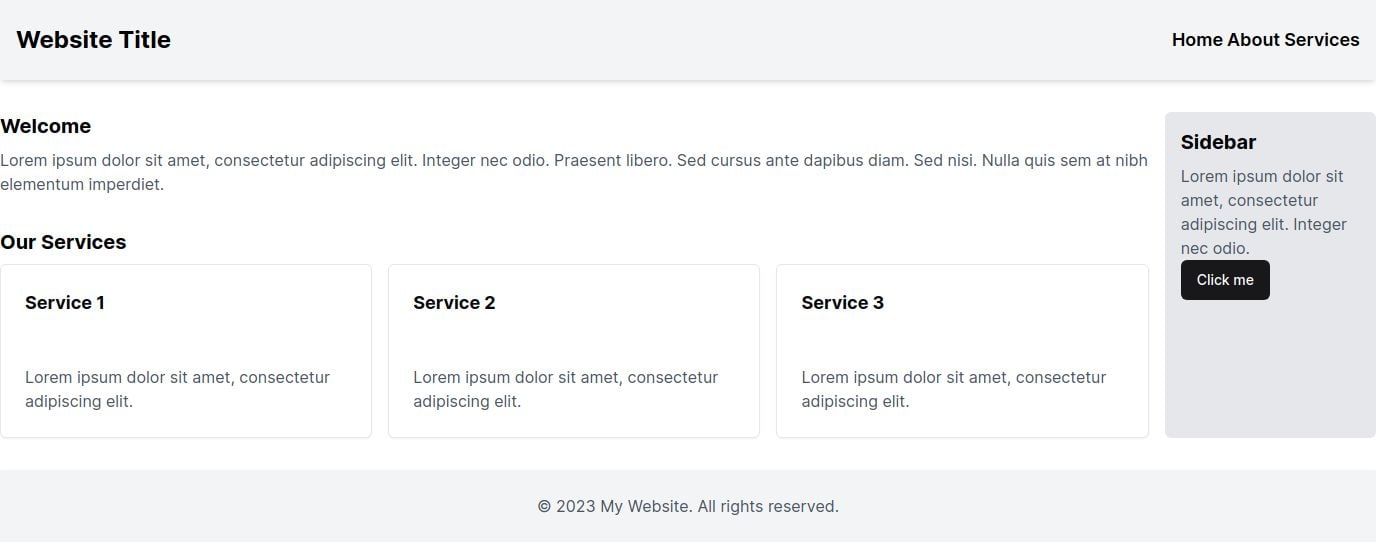 Website Title
Home About Services
Welcome
Lorem ipsum dolor sit amet, consectetur adipiscing elit. Integer nec odio. Praesent libero. Sed cursus ante dapibus diam. Sed nisi. Nulla quis sem at nibh
elementum imperdiet.
Our Services
Service 1
Lorem ipsum dolor sit amet, consectetur
adipiscing elit.
Service 2
Lorem ipsum dolor sit amet, consectetur
adipiscing elit.
Service 3
Lorem ipsum dolor sit amet, consectetur
adipiscing elit.
Sidebar
Lorem ipsum dolor sit
amet, consectetur
adipiscing elit. Integer
nec odio.
Click me
© 2023 My Website. All rights reserved.